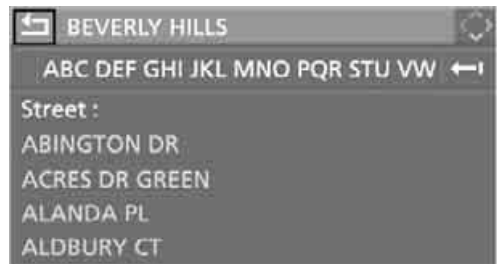 BEVERLY HILLS
ABC DEF GHI JKL MNO PQR STU VW
Street :
ABINGTON DR
ACRES DR GREEN
ALANDA PL
ALDBURY CT